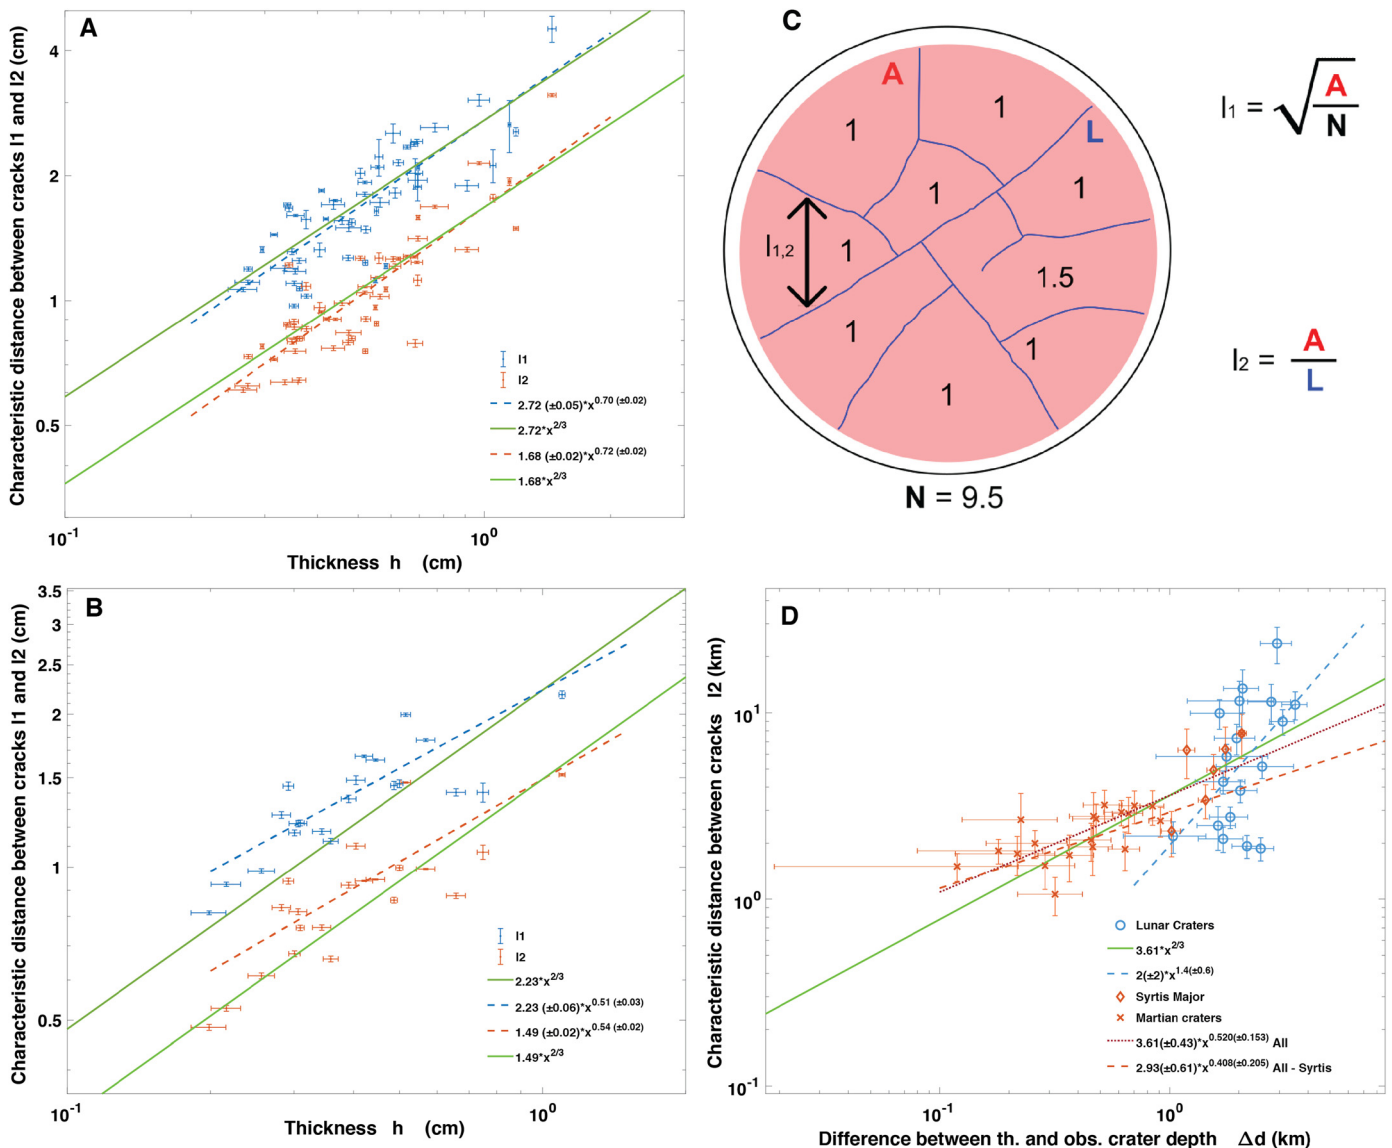 A
Characteristic distance between cracks l1 and l2 (cm)
4
2
1
0.5
l1
l2
2.72 (±0.05)*x^0.70 (±0.02)
2.72*x^2/3
1.68 (±0.02)*x^0.72 (±0.02)
1.68*x^2/3
10^-1
10^0
Thickness h (cm)
C
A
L
1
1
1
1
1
1.5
1
1
1
l1,2
N = 9.5
l1 = √A/N
l2 = A/L
B
Characteristic distance between cracks l1 and l2 (cm)
3.5
3
2.5
2
1.5
1
0.5
l1
l2
2.23*x^2/3
2.23 (±0.06)*x^0.51 (±0.03)
1.49 (±0.02)*x^0.54 (±0.02)
1.49*x^2/3
10^-1
10^0
Thickness h (cm)
D
Characteristic distance between cracks l2 (km)
10^1
10^0
10^-1
Lunar Craters
3.61*x^2/3
2(±2)*x^1.4(±0.6)
Syrtis Major
Martian craters
3.61(±0.43)*x^0.520(±0.153) All
2.93(±0.61)*x^0.408(±0.205) All - Syrtis
10^-1
10^0
Difference between th. and obs. crater depth Δd (km)